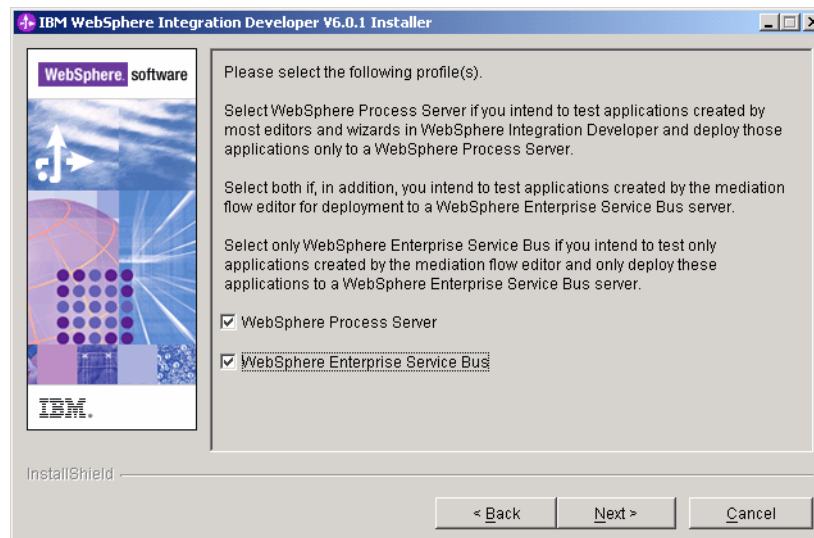 IBM WebSphere Integration Developer V6.0.1 Installer
WebSphere. software
Please select the following profile(s).
Select WebSphere Process Server if you intend to test applications created by
most editors and wizards in WebSphere Integration Developer and deploy those
applications only to a WebSphere Process Server.
Select both if, in addition, you intend to test applications created by the mediation
flow editor for deployment to a WebSphere Enterprise Service Bus server.
Select only WebSphere Enterprise Service Bus if you intend to test only
applications created by the mediation flow editor and only deploy these
applications to a WebSphere Enterprise Service Bus server.
WebSphere Process Server
WebSphere Enterprise Service Bus
IBM.
InstallShield
< Back
Next >
Cancel